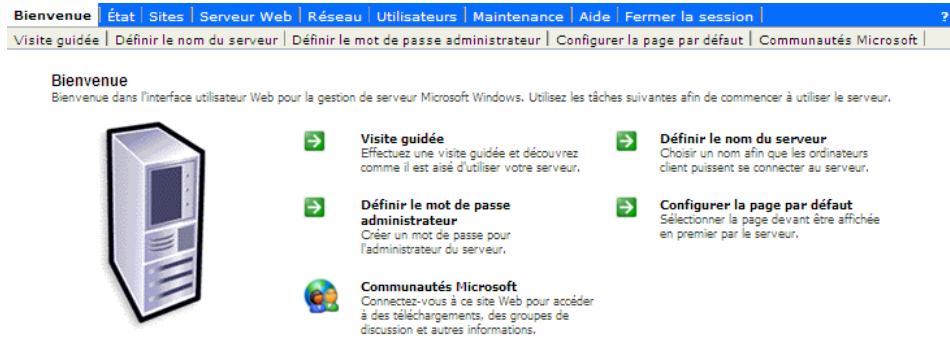 Bienvenue | État | Sites | Serveur Web | Réseau | Utilisateurs | Maintenance | Aide | Fermer la session | ?
Visite guidée | Définir le nom du serveur | Définir le mot de passe administrateur | Configurer la page par défaut | Communautés Microsoft |
Bienvenue
Bienvenue dans l'interface utilisateur Web pour la gestion de serveur Microsoft Windows. Utilisez les tâches suivantes afin de commencer à utiliser le serveur.
Visite guidée
Effectuez une visite guidée et découvrez
comme il est aisé d'utiliser votre serveur.
Définir le nom du serveur
Choisir un nom afin que les ordinateurs
client puissent se connecter au serveur.
Définir le mot de passe
administrateur
Créer un mot de passe pour
l'administrateur du serveur.
Configurer la page par défaut
Sélectionner la page devant être affichée
en premier par le serveur.
Communautés Microsoft
Connectez-vous à ce site Web pour accéder
à des téléchargements, des groupes de
discussion et autres informations.